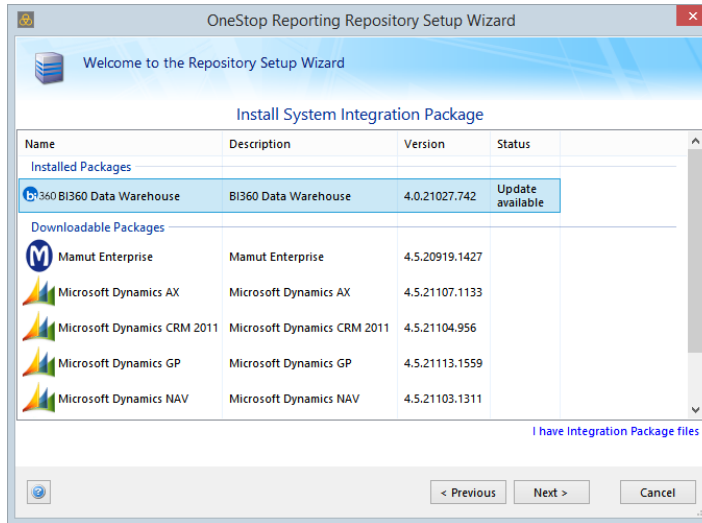 OneStop Reporting Repository Setup Wizard
Welcome to the Repository Setup Wizard
Install System Integration Package
Name Description Version Status
Installed Packages
bi360 BI360 Data Warehouse BI360 Data Warehouse 4.0.21027.742 Update available
Downloadable Packages
M Mamut Enterprise Mamut Enterprise 4.5.20919.1427
Microsoft Dynamics AX Microsoft Dynamics AX 4.5.21107.1133
Microsoft Dynamics CRM 2011 Microsoft Dynamics CRM 2011 4.5.21104.956
Microsoft Dynamics GP Microsoft Dynamics GP 4.5.21113.1559
Microsoft Dynamics NAV Microsoft Dynamics NAV 4.5.21103.1311
I have Integration Package files
? < Previous Next > Cancel